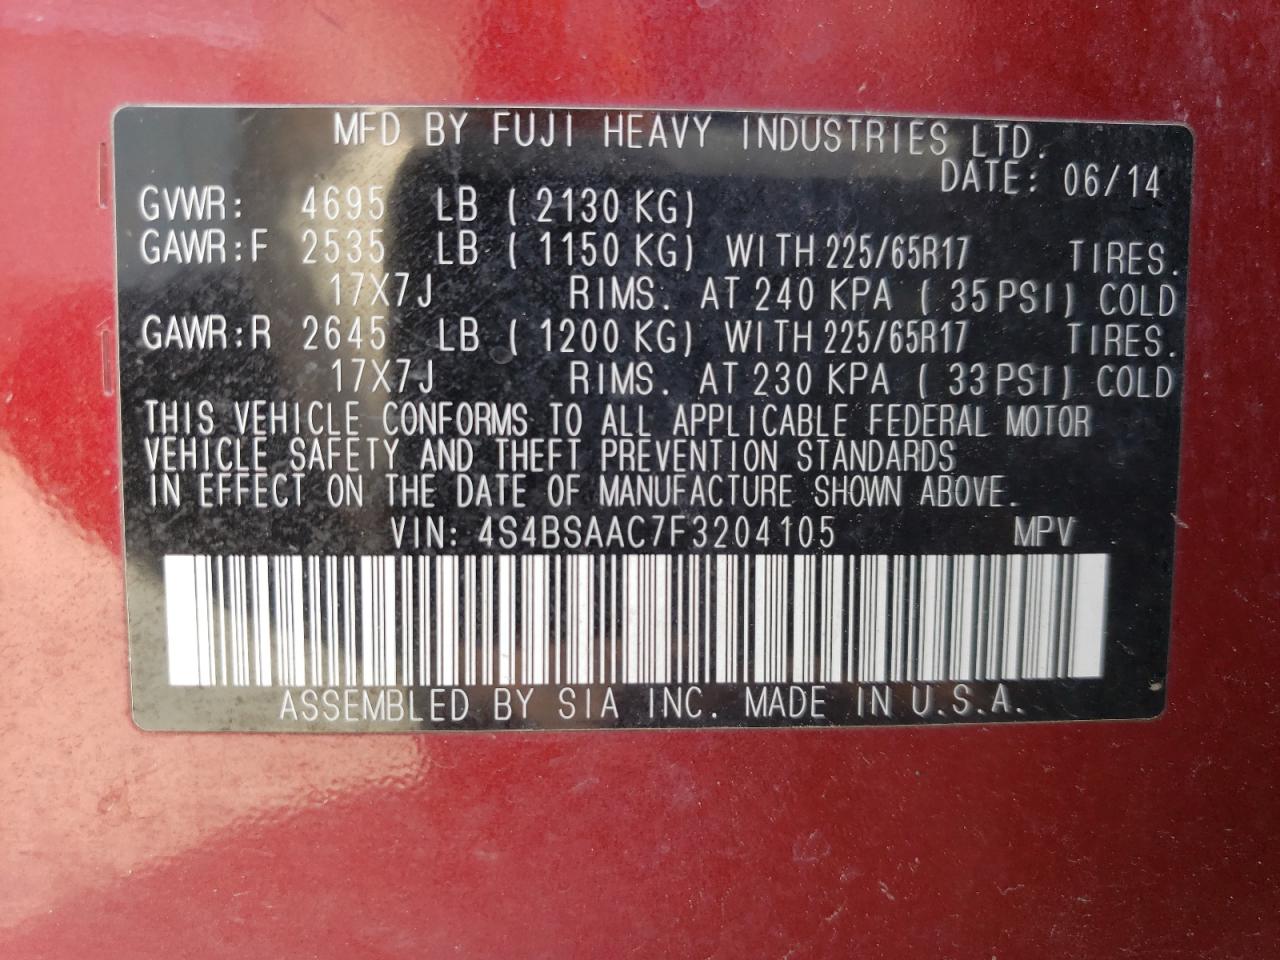 MFD BY FUJI HEAVY INDUSTRIES LTD.
DATE: 06/14
GVWR: 4695 LB ( 2130 KG)
GAWR:F 2535 LB ( 1150 KG) WITH 225/65R17 TIRES.
17X7J RIMS. AT 240 KPA ( 35PSI) COLD
GAWR:R 2645 LB ( 1200 KG) WITH 225/65R17 TIRES.
17X7J RIMS. AT 230 KPA ( 33PSI) COLD
THIS VEHICLE CONFORMS TO ALL APPLICABLE FEDERAL MOTOR
VEHICLE SAFETY AND THEFT PREVENTION STANDARDS
IN EFFECT ON THE DATE OF MANUFACTURE SHOWN ABOVE.
VIN: 4S4BSAAC7F3204105 MPV
ASSEMBLED BY SIA INC. MADE IN U.S.A.